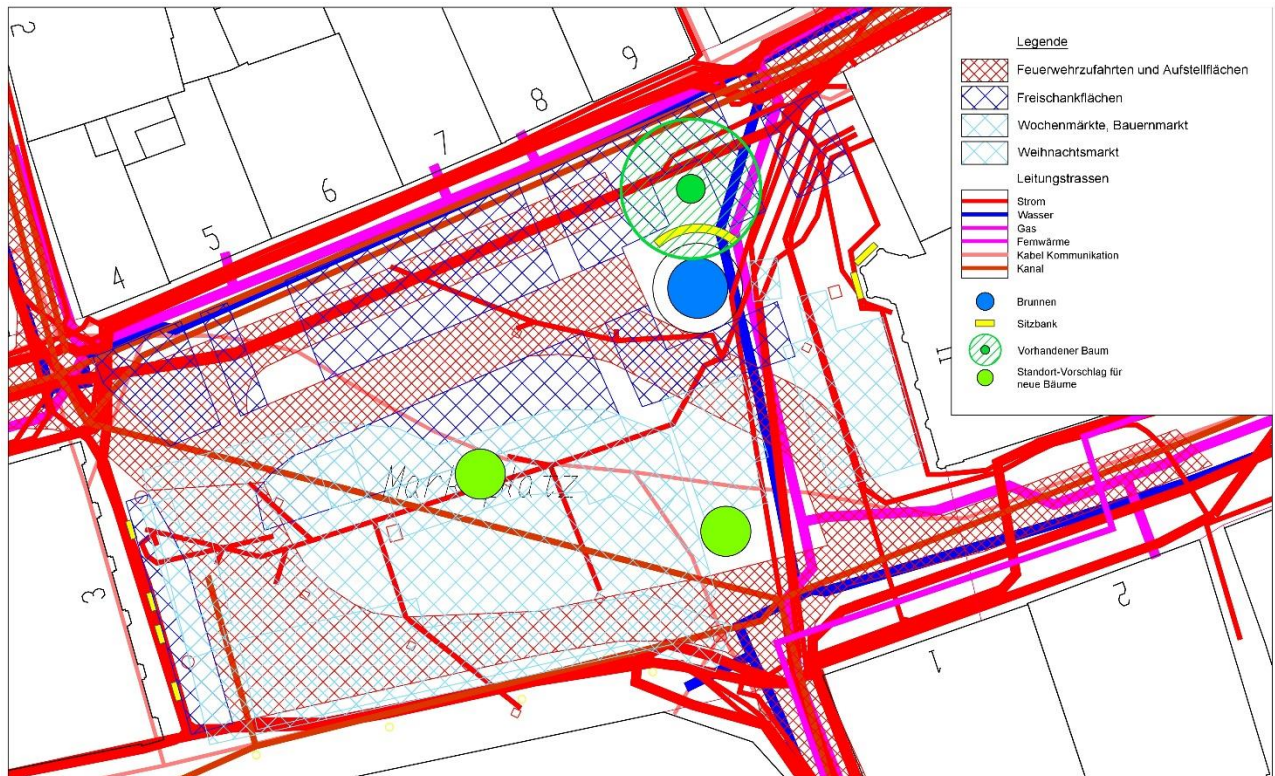 Legende
Feuerwehrzufahrten und Aufstellflächen
Freischankflächen
Wochenmärkte, Bauernmarkt
Weihnachtsmarkt
Leitungstrassen
Strom
Wasser
Gas
Fernwärme
Kabel Kommunikation
Kanal
Brunnen
Sitzbank
Vorhandener Baum
Standort-Vorschlag für
neue Bäume
2
9
8
7
6
5
4
11
Marktplatz
3
2
1